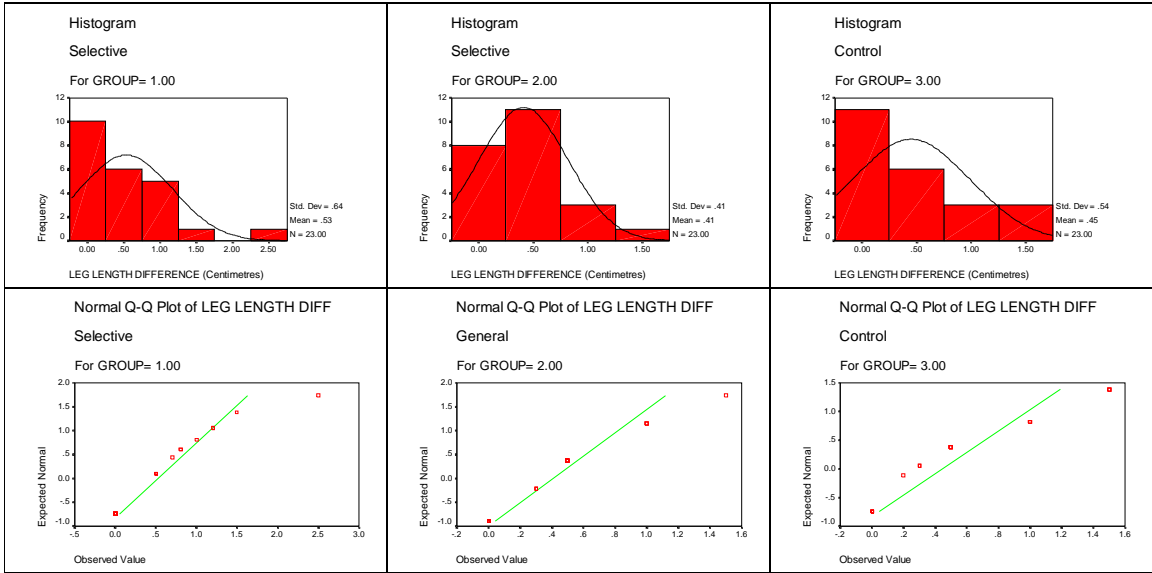 Histogram
Selective
For GROUP= 1.00
12
10
8
6
4
2
0
Frequency
0.00 .50 1.00 1.50 2.00 2.50
Std. Dev = .64
Mean = .53
N = 23.00
LEG LENGTH DIFFERENCE (Centimetres)
Histogram
Selective
For GROUP= 2.00
12
10
8
6
4
2
0
Frequency
0.00 .50 1.00 1.50
Std. Dev = .41
Mean = .41
N = 23.00
LEG LENGTH DIFFERENCE (Centimetres)
Histogram
Control
For GROUP= 3.00
12
10
8
6
4
2
0
Frequency
0.00 .50 1.00 1.50
Std. Dev = .54
Mean = .45
N = 23.00
LEG LENGTH DIFFERENCE (Centimetres)
Normal Q-Q Plot of LEG LENGTH DIFF
Selective
For GROUP= 1.00
2.0
1.5
1.0
.5
0.0
-.5
-1.0
Expected Normal
-.5 0.0 .5 1.0 1.5 2.0 2.5 3.0
Observed Value
Normal Q-Q Plot of LEG LENGTH DIFF
General
For GROUP= 2.00
2.0
1.5
1.0
.5
0.0
-.5
-1.0
Expected Normal
-.2 0.0 .2 .4 .6 .8 1.0 1.2 1.4 1.6
Observed Value
Normal Q-Q Plot of LEG LENGTH DIFF
Control
For GROUP= 3.00
1.5
1.0
.5
0.0
-.5
-1.0
Expected Normal
-.2 0.0 .2 .4 .6 .8 1.0 1.2 1.4 1.6
Observed Value